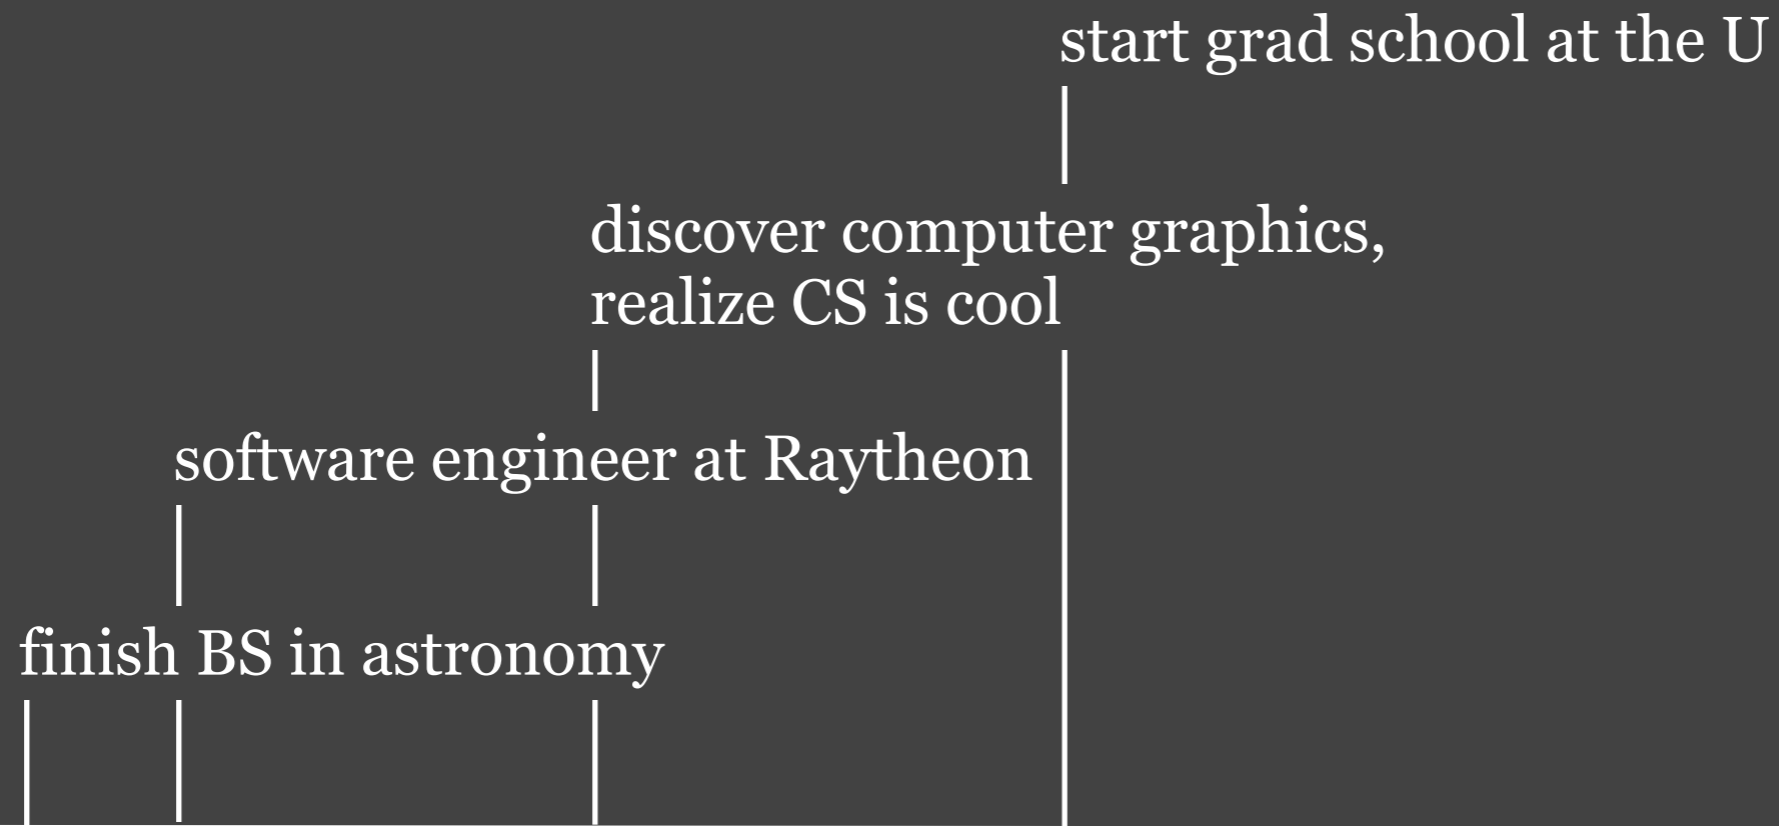 start grad school at the U
discover computer graphics,
realize CS is cool
software engineer at Raytheon
finish BS in astronomy